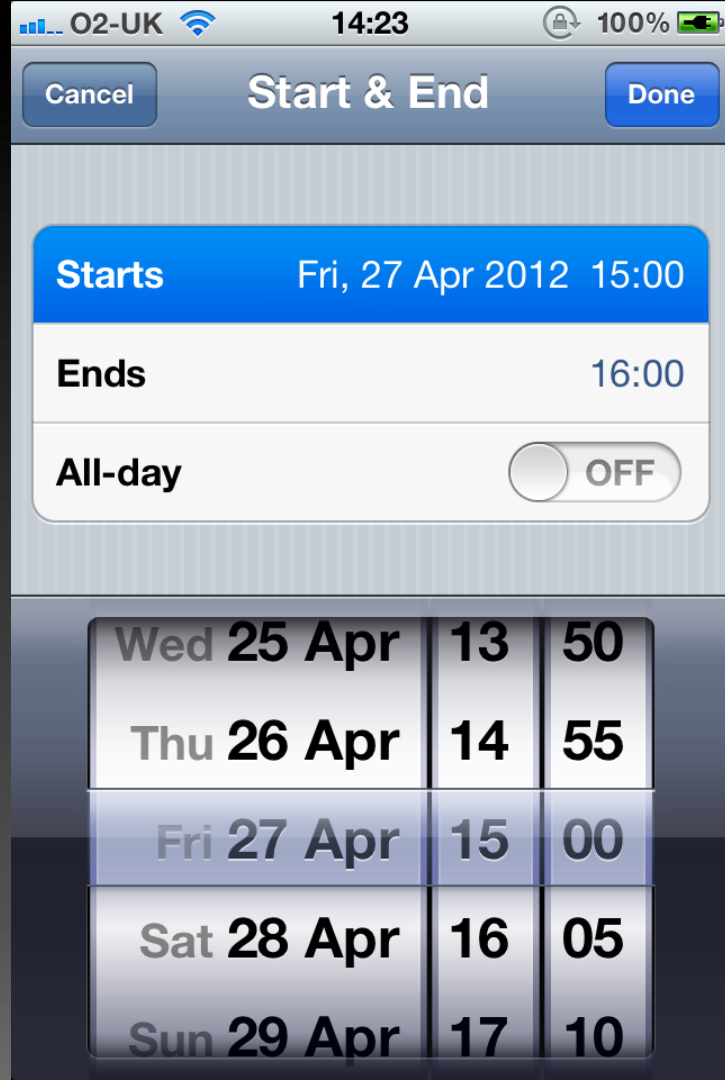 O2-UK 14:23 100%
Cancel Start & End Done
Starts Fri, 27 Apr 2012 15:00
Ends 16:00
All-day OFF
Wed 25 Apr 13 50
Thu 26 Apr 14 55
Fri 27 Apr 15 00
Sat 28 Apr 16 05
Sun 29 Apr 17 10